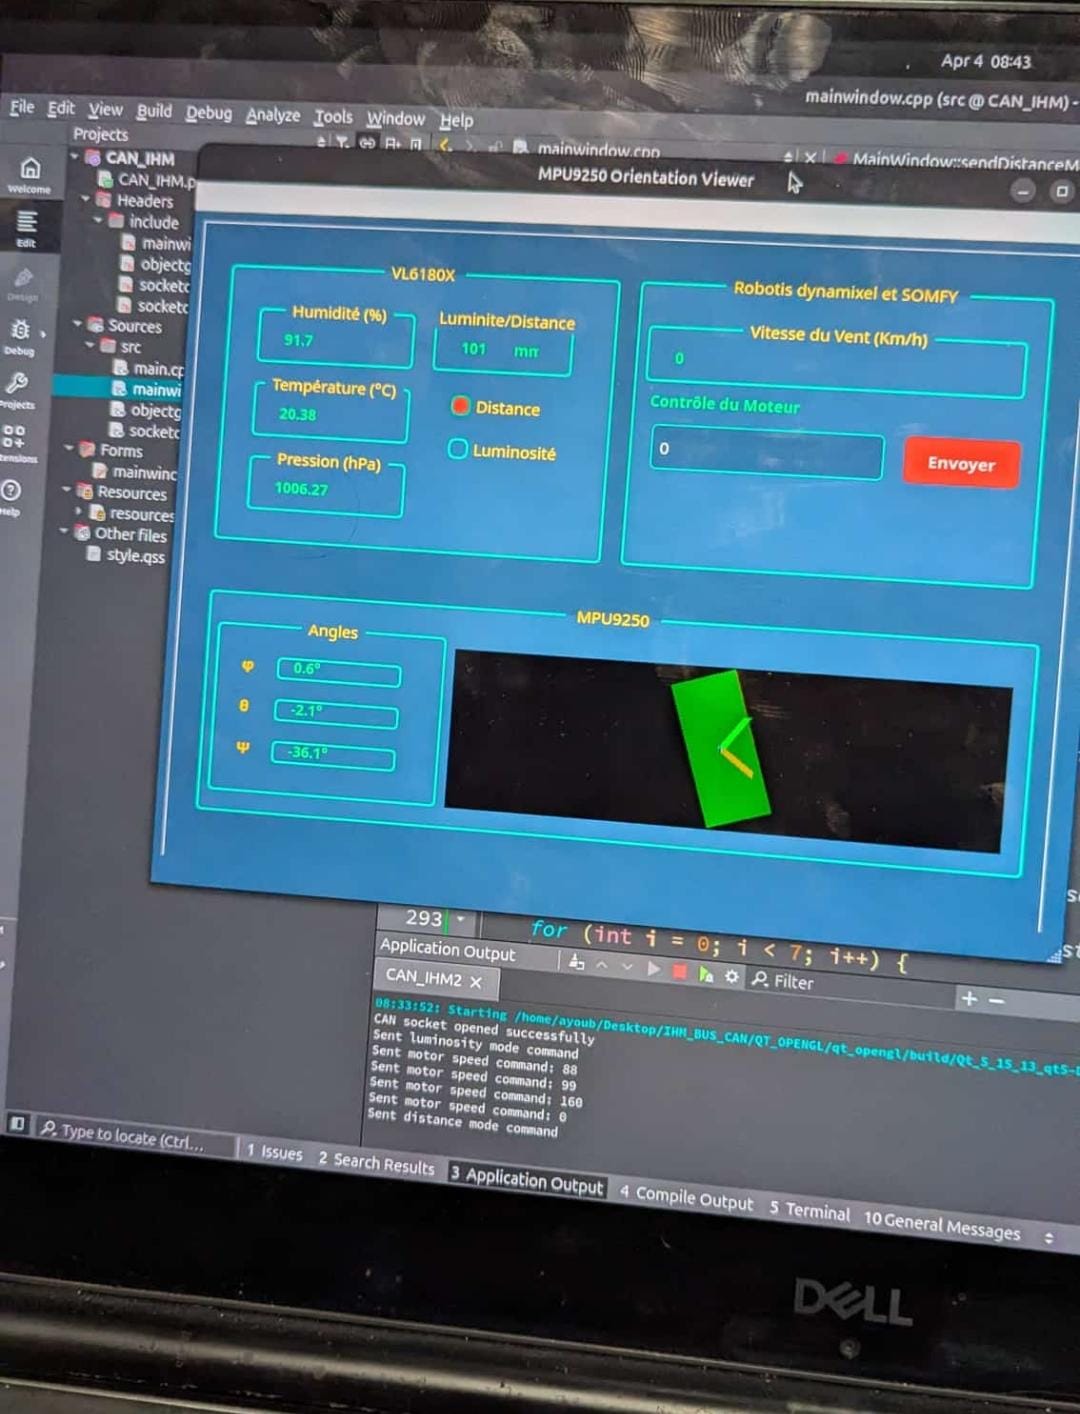 Apr 4 08:43
mainwindow.cpp (src @ CAN_IHM) -
File Edit View Build Debug Analyze Tools Window Help
Projects
mainwindow.cpp
MainWindow::sendDistanceM
MPU9250 Orientation Viewer
Welcome
Edit
Design
Debug
Projects
tensions
Help
CAN_IHM
CAN_IHM.p
Headers
include
mainwi
objectg
socketc
socketc
Sources
src
main.cp
mainwi
objectg
socketc
Forms
mainwinc
Resources
resources
Other files
style.qss
VL6180X
Humidité (%)
91.7
Température (°C)
20.38
Pression (hPa)
1006.27
Luminite/Distance
101 mm
Distance
Luminosité
Robotis dynamixel et SOMFY
Vitesse du Vent (Km/h)
0
Contrôle du Moteur
0
Envoyer
MPU9250
Angles
φ 0.6°
θ -2.1°
Ψ -36.1°
293
for (int i = 0; i < 7; i++) {
Application Output
Filter
CAN_IHM2
08:33:52: Starting /home/ayoub/Desktop/IHM_BUS_CAN/QT_OPENGL/qt_opengl/build/Qt_5_15_13_qt5-
CAN socket opened successfully
Sent luminosity mode command
Sent motor speed command: 88
Sent motor speed command: 99
Sent motor speed command: 160
Sent motor speed command: 0
Sent distance mode command
Type to locate (Ctrl...
1 Issues 2 Search Results 3 Application Output 4 Compile Output 5 Terminal 10 General Messages
DELL